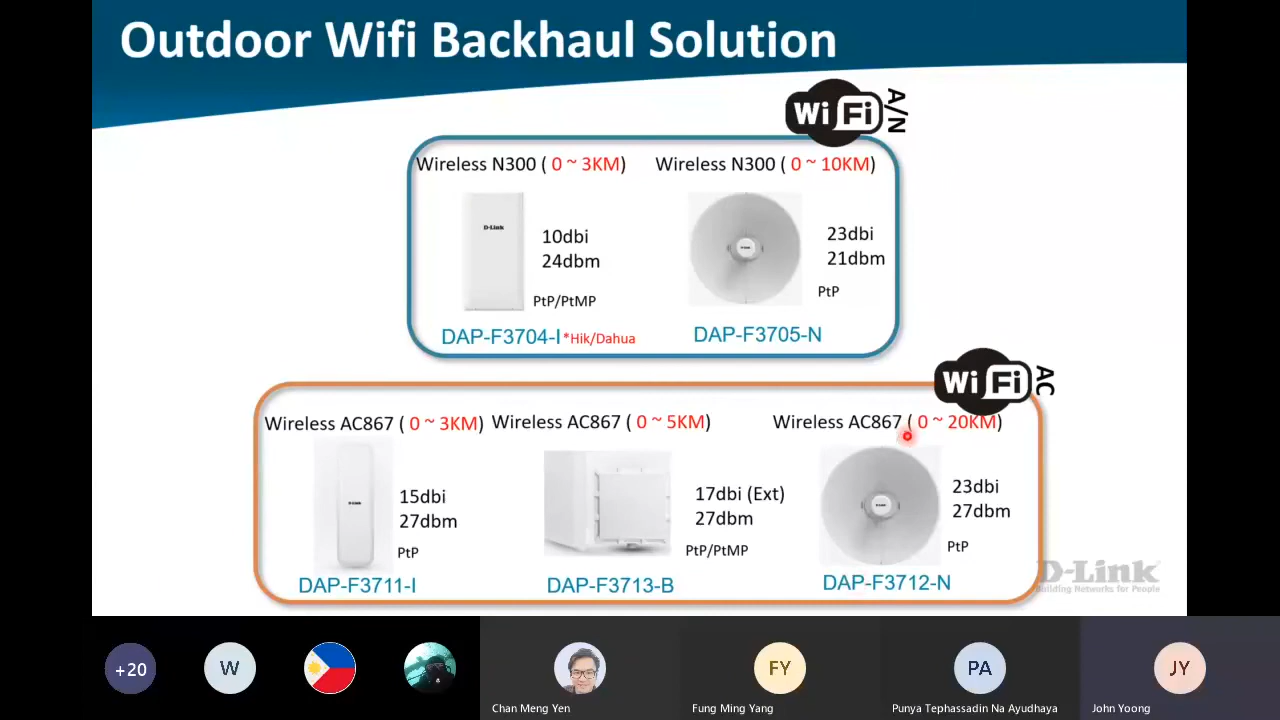 Outdoor Wifi Backhaul Solution
Wi Fi A/N
Wireless N300 ( 0 ~ 3KM)
Wireless N300 ( 0 ~ 10KM)
D-Link
10dbi
24dbm
PtP/PtMP
DAP-F3704-I *Hik/Dahua
23dbi
21dbm
PtP
DAP-F3705-N
Wi Fi AC
Wireless AC867 ( 0 ~ 3KM)
Wireless AC867 ( 0 ~ 5KM)
Wireless AC867 ( 0 ~ 20KM)
D-Link
15dbi
27dbm
PtP
DAP-F3711-I
17dbi (Ext)
27dbm
PtP/PtMP
DAP-F3713-B
D-Link
23dbi
27dbm
PtP
DAP-F3712-N
D-Link
Building Networks for People
+20
W
FY
PA
JY
Chan Meng Yen
Fung Ming Yang
Punya Tephassadin Na Ayudhaya
John Yoong